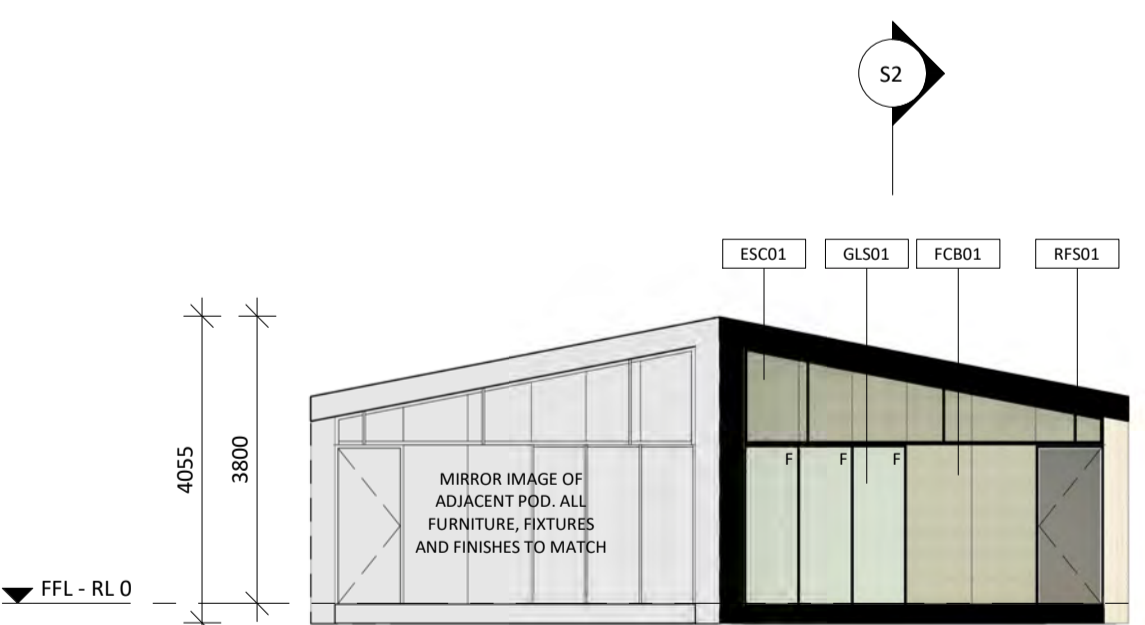 S2
ESC01
GLS01
FCB01
RFS01
4055
3800
F
F
F
MIRROR IMAGE OF
ADJACENT POD. ALL
FURNITURE, FIXTURES
AND FINISHES TO MATCH
FFL - RL 0